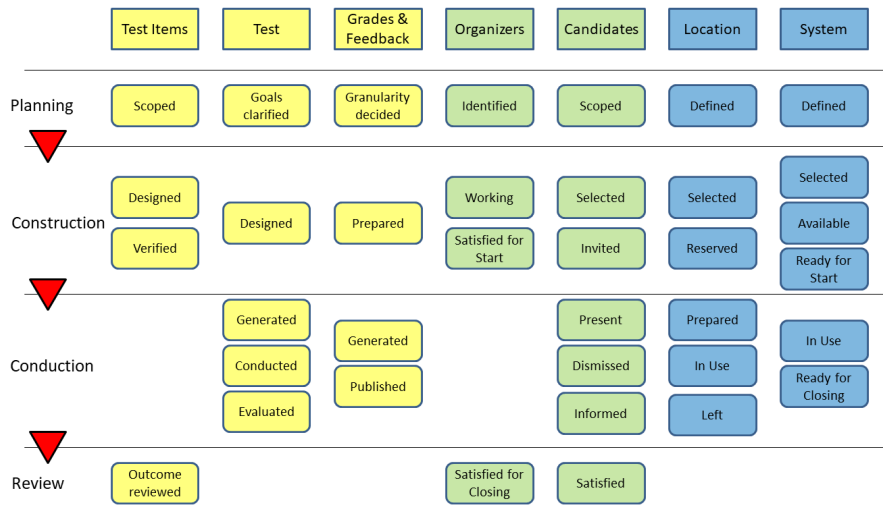 Test Items
Test
Grades &
Feedback
Organizers
Candidates
Location
System
Planning
Scoped
Goals
clarified
Granularity
decided
Identified
Scoped
Defined
Defined
Construction
Designed
Verified
Designed
Prepared
Working
Satisfied for
Start
Selected
Invited
Selected
Reserved
Selected
Available
Ready for
Start
Conduction
Generated
Conducted
Evaluated
Generated
Published
Present
Dismissed
Informed
Prepared
In Use
Left
In Use
Ready for
Closing
Review
Outcome
reviewed
Satisfied for
Closing
Satisfied